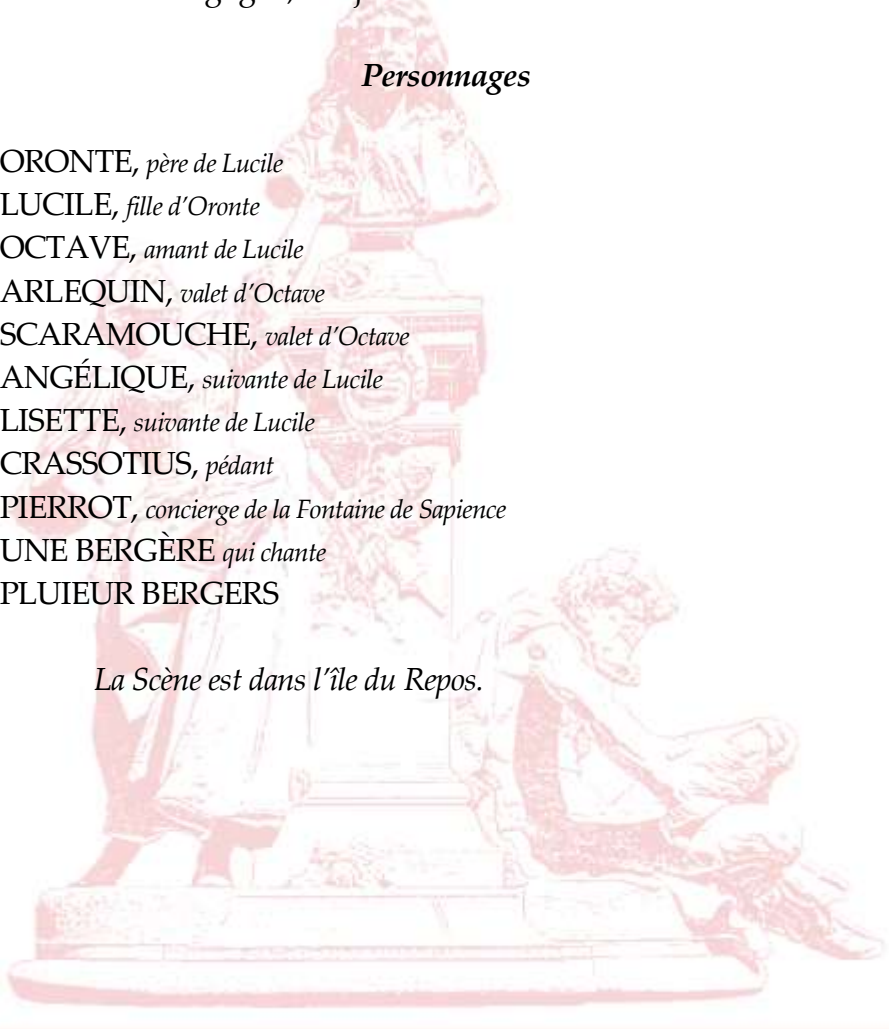 Personnages
ORONTE, père de Lucile
LUCILE, fille d'Oronte
OCTAVE, amant de Lucile
ARLEQUIN, valet d'Octave
SCARAMOUCHE, valet d'Octave
ANGÉLIQUE, suivante de Lucile
LISETTE, suivante de Lucile
CRASSOTIUS, pédant
PIERROT, concierge de la Fontaine de Sapience
UNE BERGÈRE qui chante
PLUIEUR BERGERS
La Scène est dans l'île du Repos.